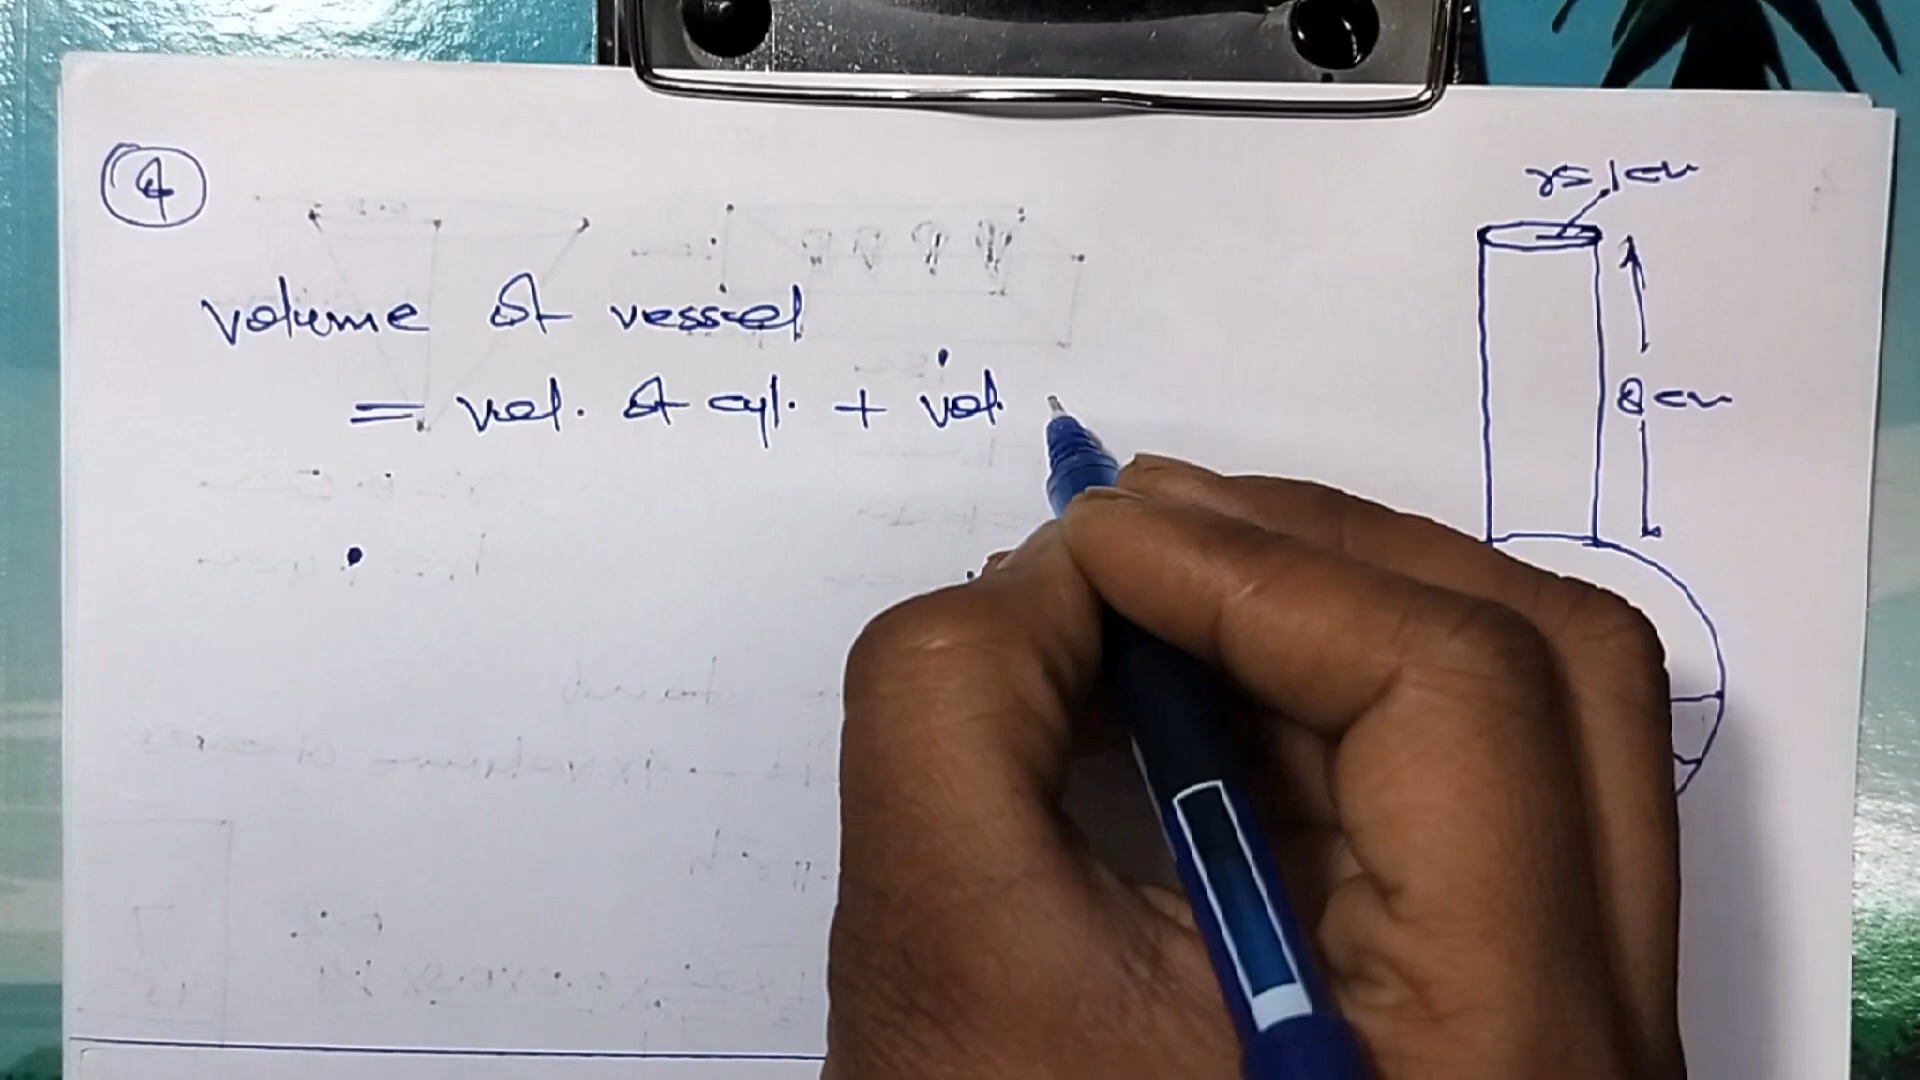 4
r=1cm
volume of vessel
= vol. of cyl. + vol.
8cm